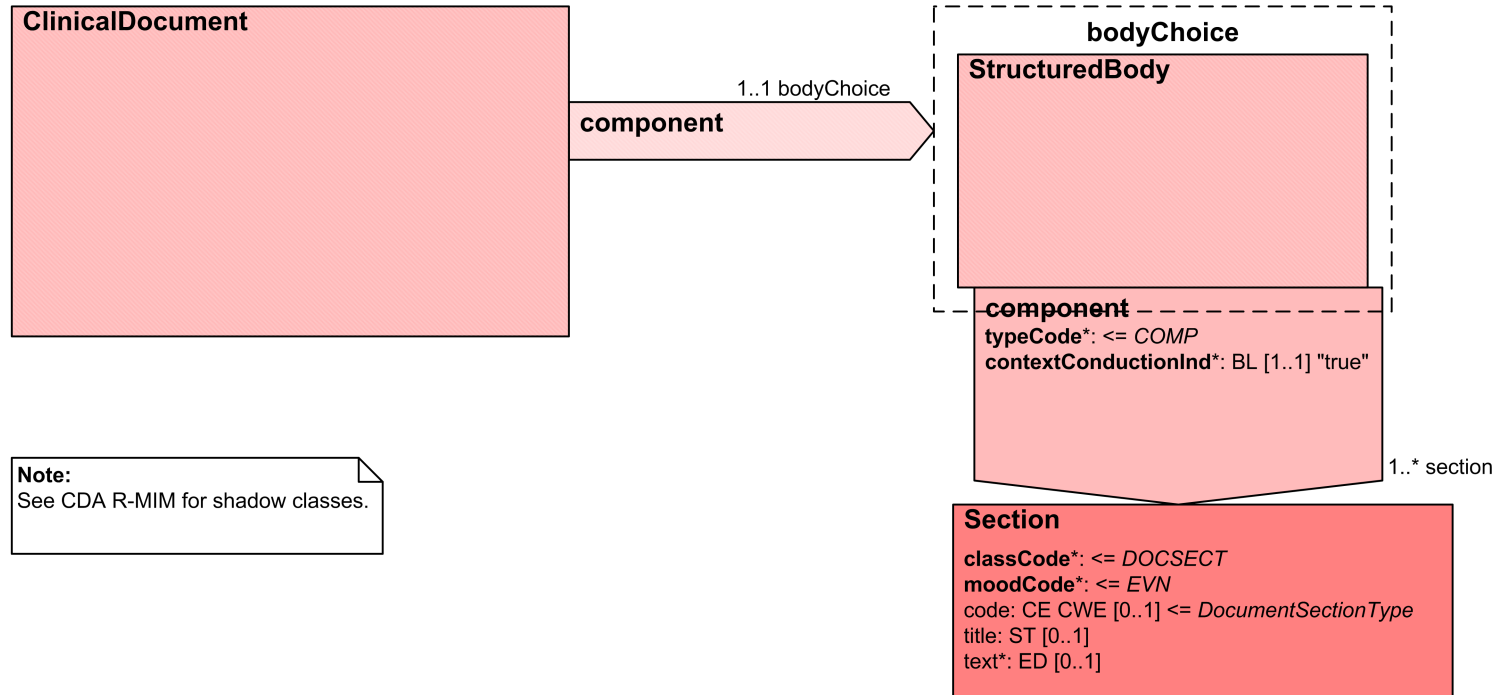 ClinicalDocument
bodyChoice
StructuredBody
1..1 bodyChoice
component
component
typeCode*: <= COMP
contextConductionInd*: BL [1..1] "true"
1..* section
Note:
See CDA R-MIM for shadow classes.
Section
classCode*: <= DOCSECT
moodCode*: <= EVN
code: CE CWE [0..1] <= DocumentSectionType
title: ST [0..1]
text*: ED [0..1]